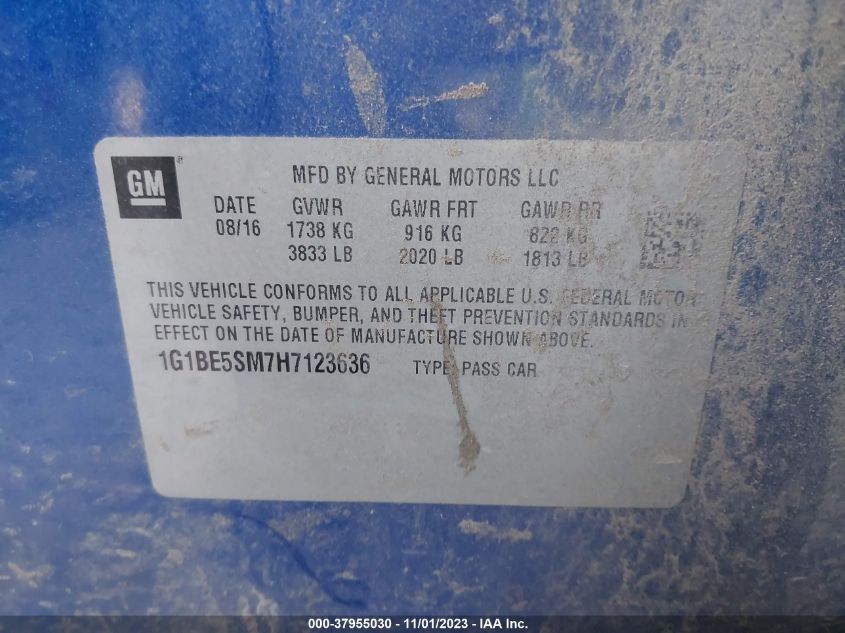 GM
MFD BY GENERAL MOTORS LLC
DATE GVWR GAWR FRT GAWR RR
08/16 1738 KG 916 KG 822 KG
3833 LB 2020 LB 1813 LB
THIS VEHICLE CONFORMS TO ALL APPLICABLE U.S. FEDERAL MOTOR
VEHICLE SAFETY, BUMPER, AND THEFT PREVENTION STANDARDS IN
EFFECT ON THE DATE OF MANUFACTURE SHOWN ABOVE.
1G1BE5SM7H7123636 TYPE: PASS CAR
000-37955030 - 11/01/2023 - IAA Inc.